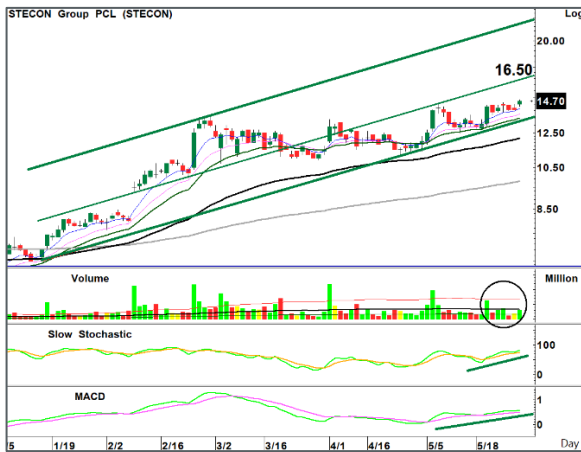 STECON Group PCL (STECON) Log
20.00
16.50
14.70
12.50
10.50
8.50
Volume Million
Slow Stochastic
100
0
MACD
1
0
/5 1/19 2/2 2/16 3/2 3/16 4/1 4/16 5/5 5/18 Day